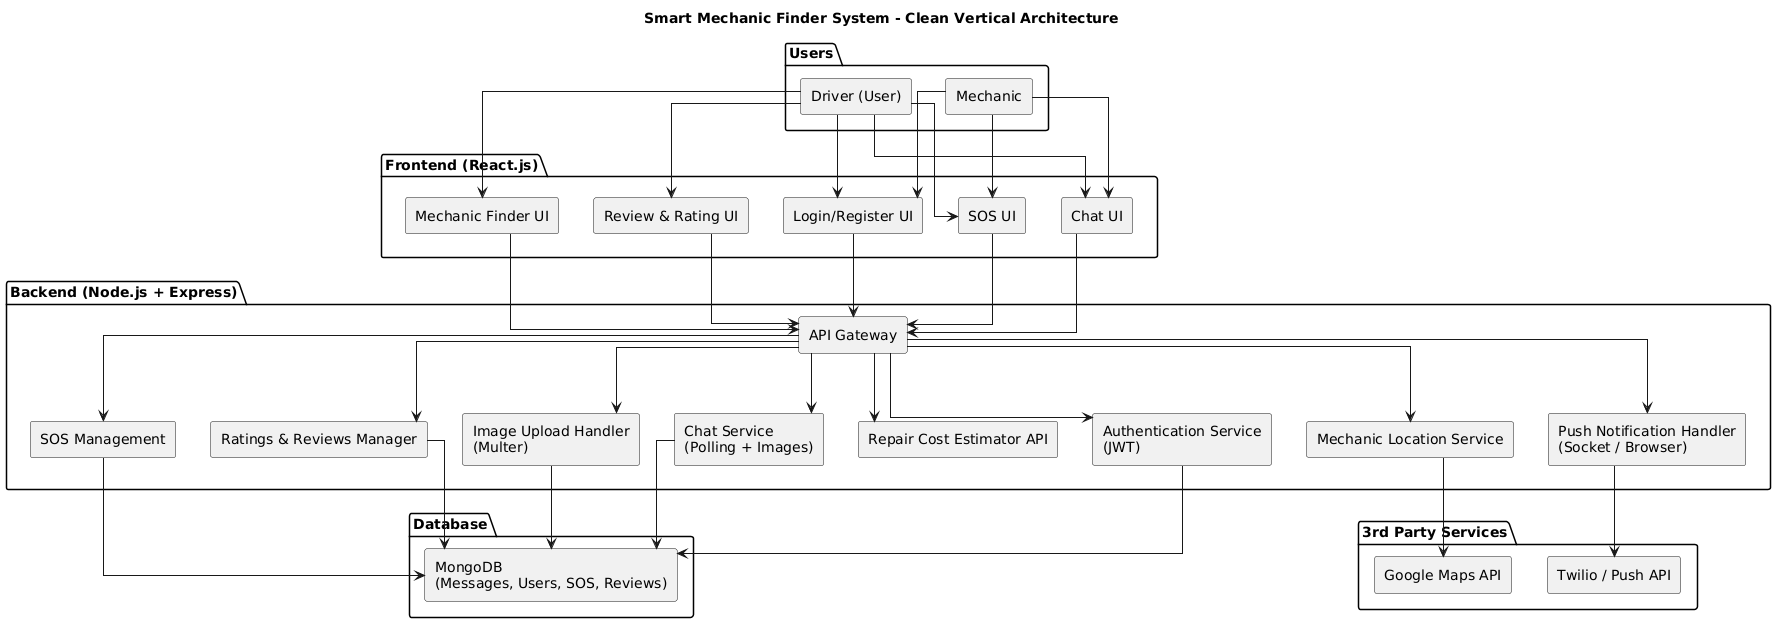 Smart Mechanic Finder System - Clean Vertical Architecture
Users
Driver (User)
Mechanic
Frontend (React.js)
Mechanic Finder UI
Review & Rating UI
Login/Register UI
SOS UI
Chat UI
Backend (Node.js + Express)
API Gateway
SOS Management
Ratings & Reviews Manager
Image Upload Handler
(Multer)
Chat Service
(Polling + Images)
Repair Cost Estimator API
Authentication Service
(JWT)
Mechanic Location Service
Push Notification Handler
(Socket / Browser)
Database
MongoDB
(Messages, Users, SOS, Reviews)
3rd Party Services
Google Maps API
Twilio / Push API